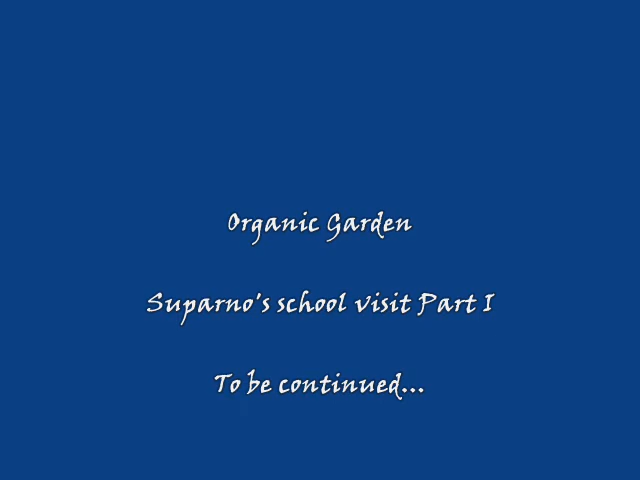 Organic Garden
Suparno's school visit Part I
To be continued...